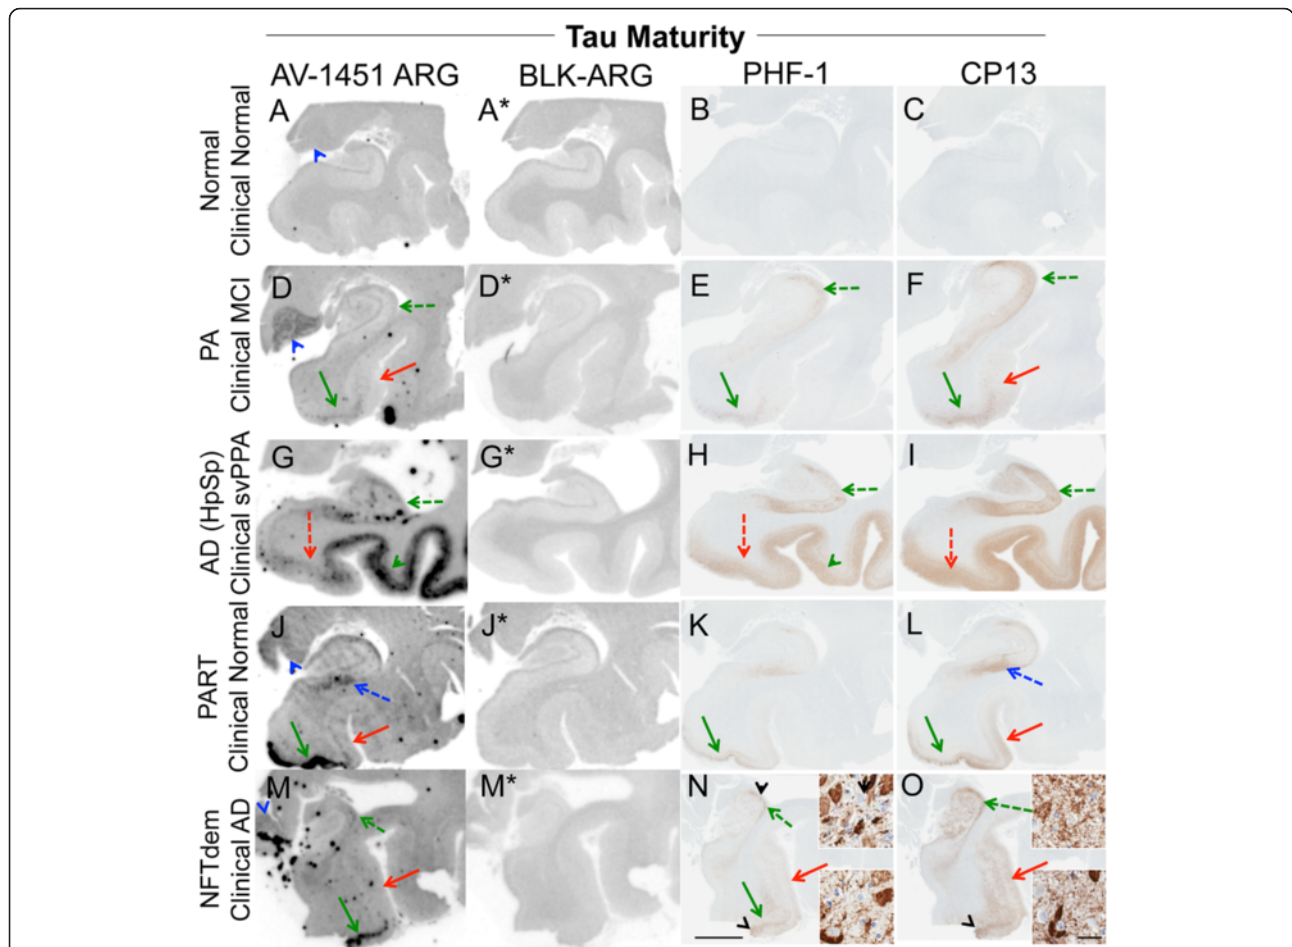 Tau Maturity
AV-1451 ARG BLK-ARG PHF-1 CP13
Normal
Clinical Normal
A A* B C
PA
Clinical MCI
D D* E F
AD (HpSp)
Clinical svPPA
G G* H I
PART
Clinical Normal
J J* K L
NFTdem
Clinical AD
M M* N O